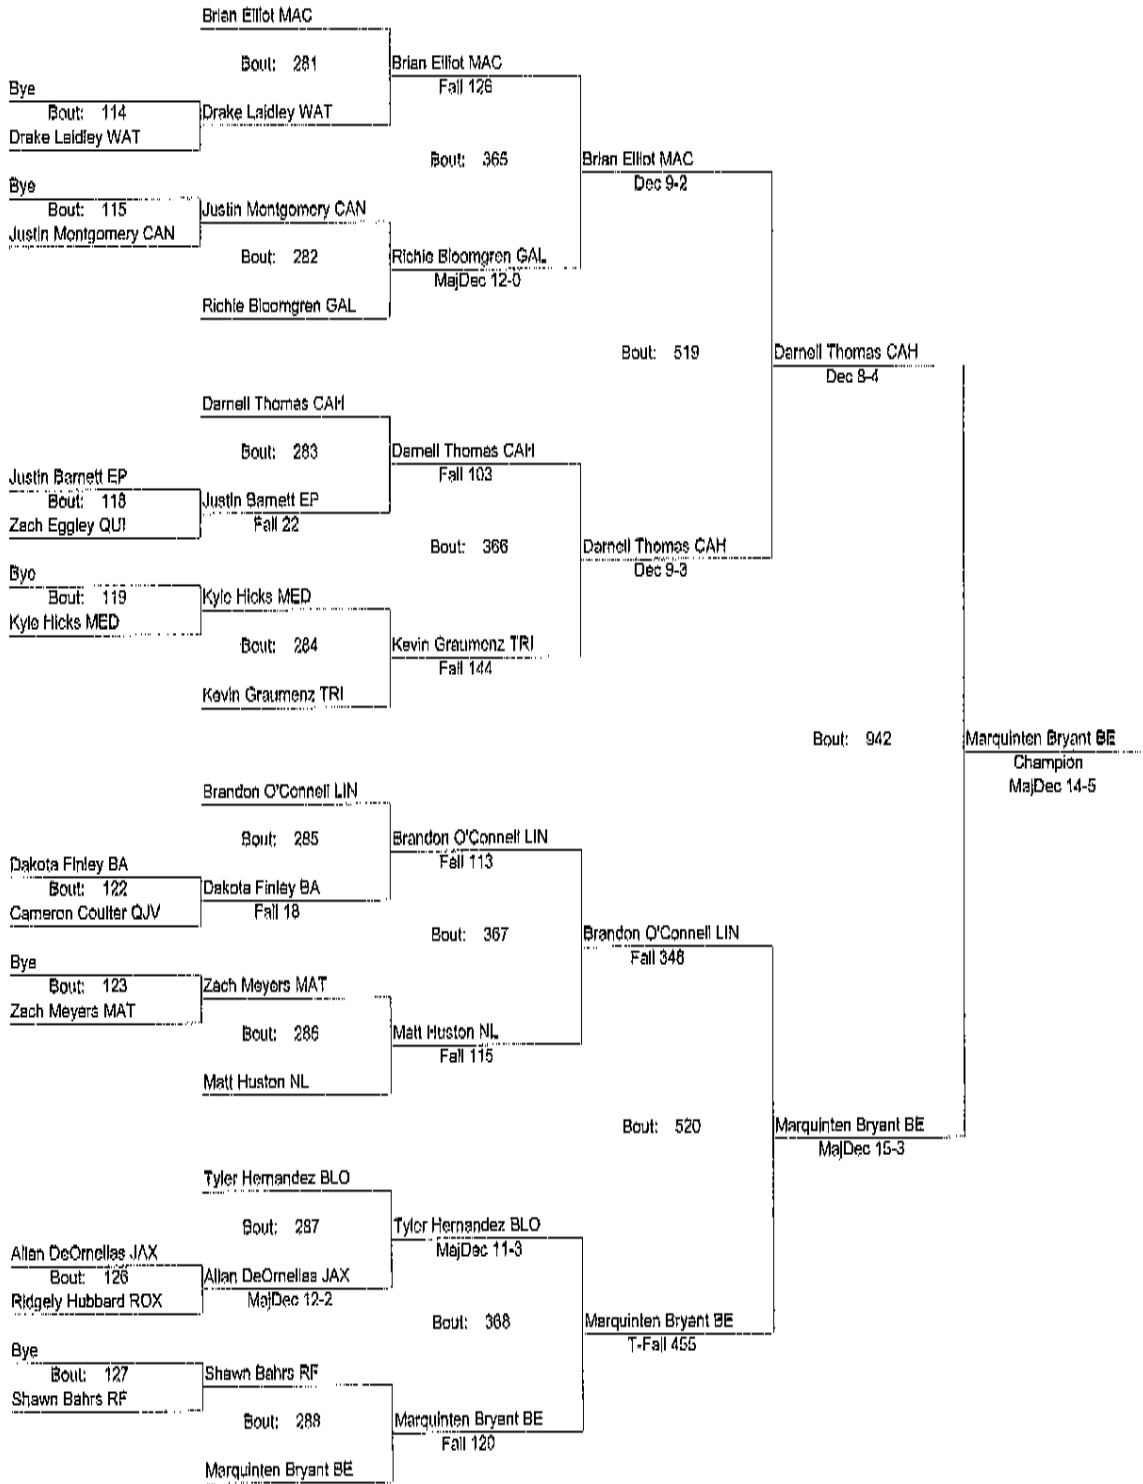 Brian Elliot MAC
Bout: 281
Brian Elliot MAC
Fall 126
Bye
Bout: 114
Drake Laidley WAT
Drake Laidley WAT
Bout: 365
Brian Elliot MAC
Dec 9-2
Bye
Bout: 115
Justin Montgomery CAN
Justin Montgomery CAN
Bout: 282
Richie Bloomgren GAL
MajDec 12-0
Richie Bloomgren GAL
Bout: 519
Darnell Thomas CAH
Dec 8-4
Darnell Thomas CAH
Bout: 283
Darnell Thomas CAH
Fall 103
Justin Barnett EP
Bout: 118
Justin Barnett EP
Zach Eggley QUI
Fall 22
Bout: 366
Darnell Thomas CAH
Dec 9-3
Bye
Bout: 119
Kyle Hicks MED
Kyle Hicks MED
Bout: 284
Kevin Graumenz TRI
Fall 144
Kevin Graumenz TRI
Bout: 942
Marquinten Bryant BE
Champion
MajDec 14-5
Brandon O'Connell LIN
Bout: 285
Brandon O'Connell LIN
Fall 113
Dakota Finley BA
Bout: 122
Dakota Finley BA
Cameron Coulter QJV
Fall 18
Bout: 367
Brandon O'Connell LIN
Fall 348
Bye
Bout: 123
Zach Meyers MAT
Zach Meyers MAT
Bout: 286
Matt Huston NL
Fall 115
Matt Huston NL
Bout: 520
Marquinten Bryant BE
MajDec 15-3
Tyler Hernandez BLO
Bout: 287
Tyler Hernandez BLO
MajDec 11-3
Allan DeOrnellas JAX
Bout: 126
Allan DeOrnellas JAX
Ridgely Hubbard ROX
MajDec 12-2
Bout: 368
Marquinten Bryant BE
T-Fall 455
Bye
Bout: 127
Shawn Bahrs RF
Shawn Bahrs RF
Bout: 288
Marquinten Bryant BE
Fall 120
Marquinten Bryant BE